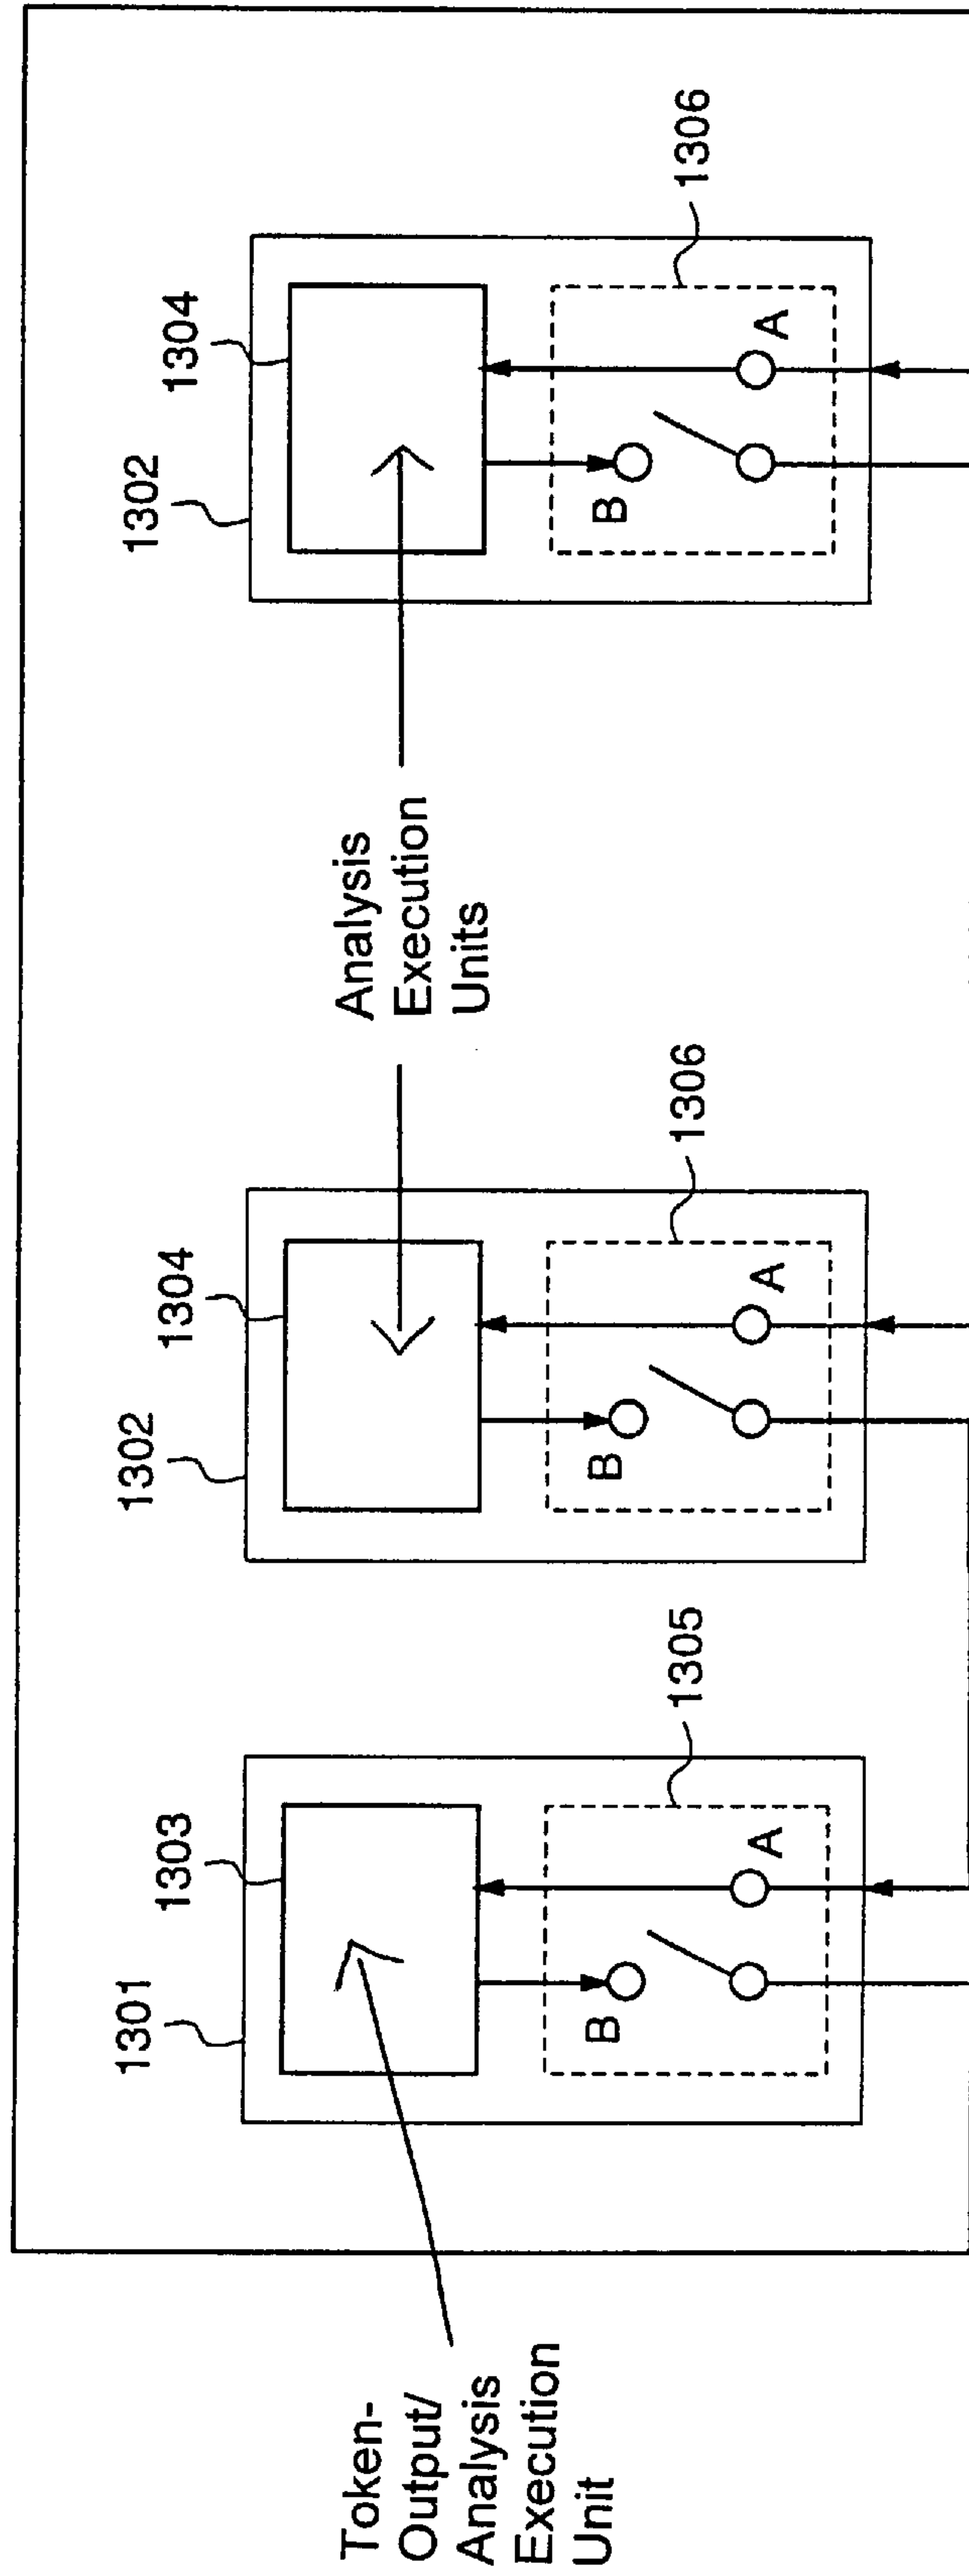 Token-
Output/
Analysis
Execution
Unit
1301
1303
B
A
1305
1302
1304
B
A
1306
Analysis
Execution
Units
1302
1304
B
A
1306